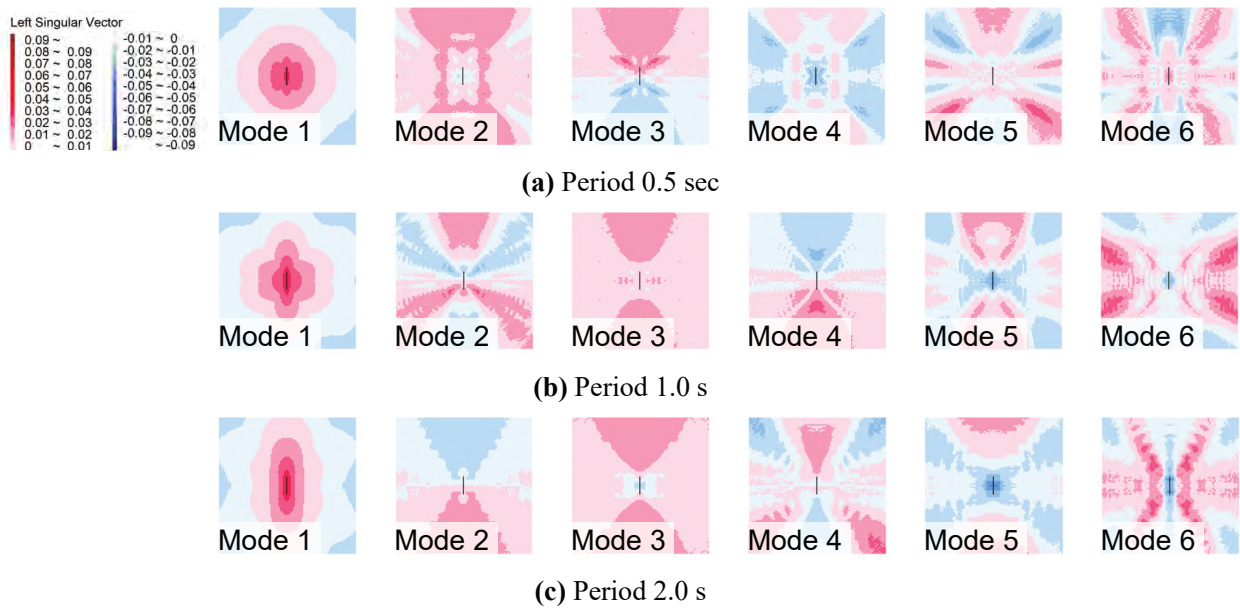 Left Singular Vector
0.09 ~
0.08 ~ 0.09
0.07 ~ 0.08
0.06 ~ 0.07
0.05 ~ 0.06
0.04 ~ 0.05
0.03 ~ 0.04
0.02 ~ 0.03
0.01 ~ 0.02
0 ~ 0.01
-0.01 ~ 0
-0.02 ~ -0.01
-0.03 ~ -0.02
-0.04 ~ -0.03
-0.05 ~ -0.04
-0.06 ~ -0.05
-0.07 ~ -0.06
-0.08 ~ -0.07
-0.09 ~ -0.08
~ -0.09
Mode 1 Mode 2 Mode 3 Mode 4 Mode 5 Mode 6
(a) Period 0.5 sec
Mode 1 Mode 2 Mode 3 Mode 4 Mode 5 Mode 6
(b) Period 1.0 s
Mode 1 Mode 2 Mode 3 Mode 4 Mode 5 Mode 6
(c) Period 2.0 s